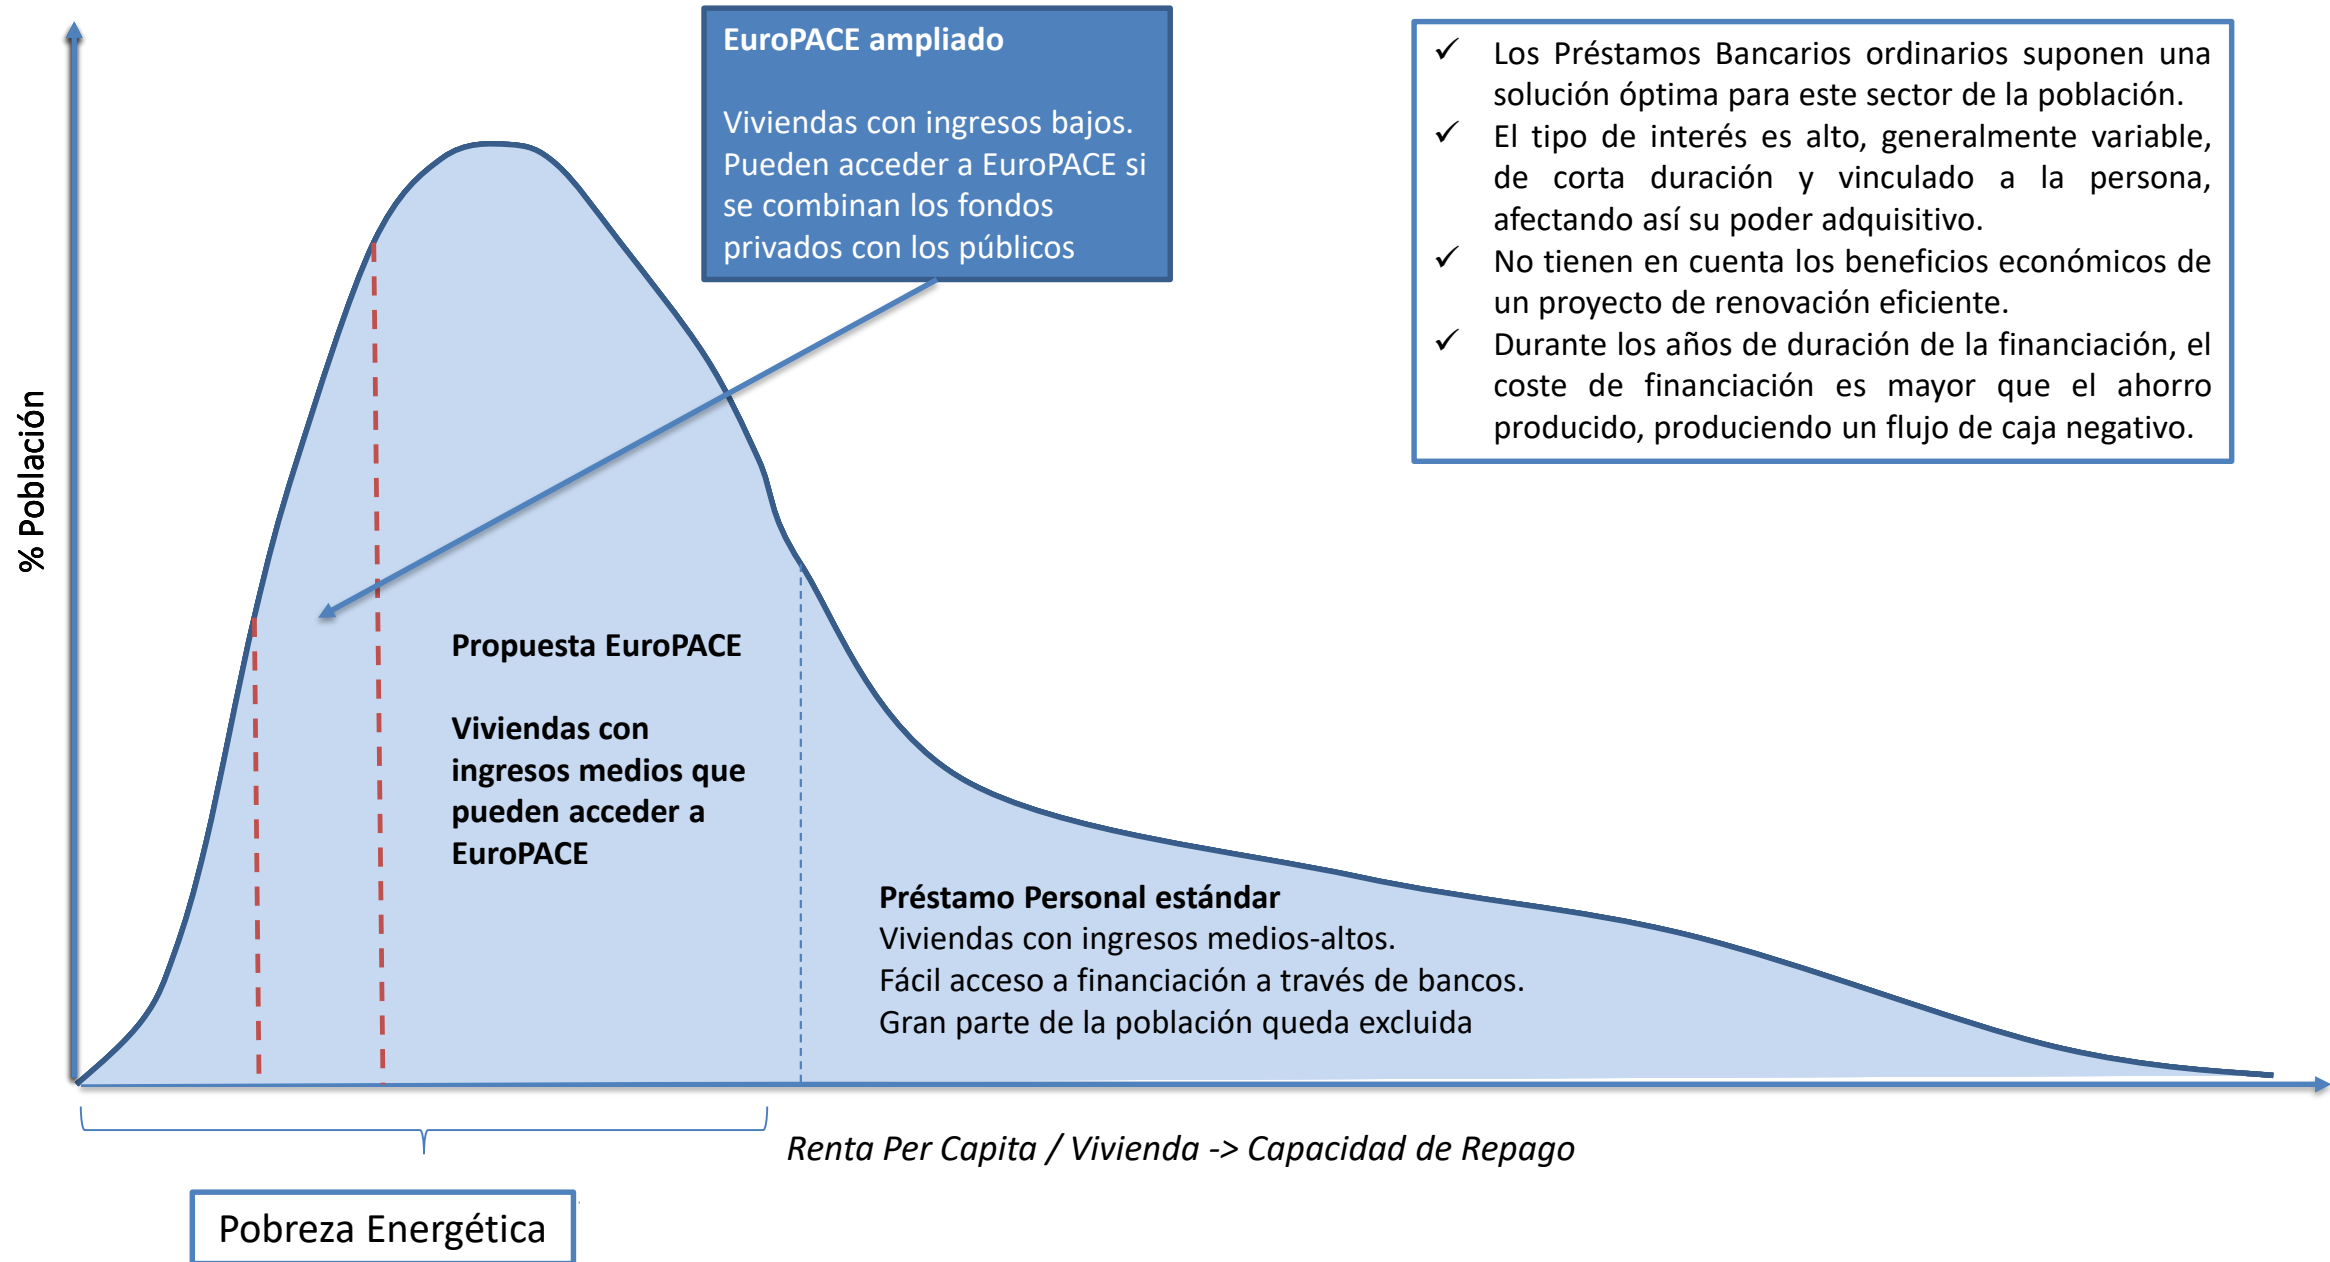 EuroPACE ampliado
Viviendas con ingresos bajos.
Pueden acceder a EuroPACE si
se combinan los fondos
privados con los públicos
Los Préstamos Bancarios ordinarios suponen una
solución óptima para este sector de la población.
El tipo de interés es alto, generalmente variable,
de corta duración y vinculado a la persona,
afectando así su poder adquisitivo.
No tienen en cuenta los beneficios económicos de
un proyecto de renovación eficiente.
Durante los años de duración de la financiación, el
coste de financiación es mayor que el ahorro
producido, produciendo un flujo de caja negativo.
% Población
Propuesta EuroPACE
Viviendas con
ingresos medios que
pueden acceder a
EuroPACE
Préstamo Personal estándar
Viviendas con ingresos medios-altos.
Fácil acceso a financiación a través de bancos.
Gran parte de la población queda excluida
Renta Per Capita / Vivienda -> Capacidad de Repago
Pobreza Energética